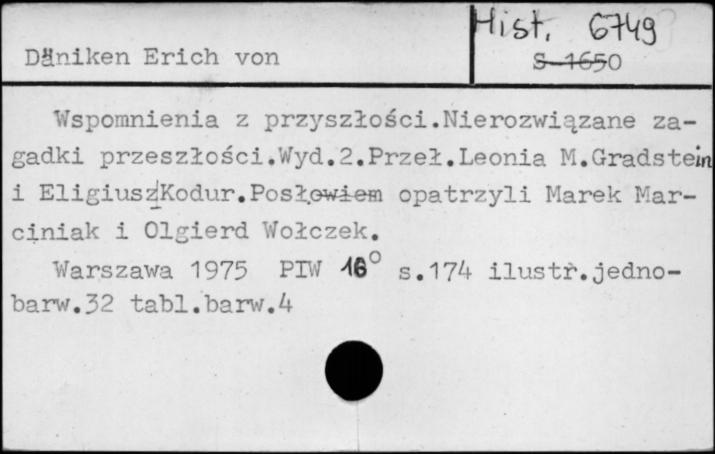 Hist. 6749
Däniken Erich von
S-1650
Wspomnienia z przyszłości.Nierozwiązane za-
gadki przeszłości.Wyd.2.Przeł.Leonia M.Gradstein
i Eligiusz Kodur.Posłowiem opatrzyli Marek Mar-
ciniak i Olgierd Wołczek.
Warszawa 1975 PIW 16° s.174 ilustr.jedno-
barw.32 tabl.barw.4